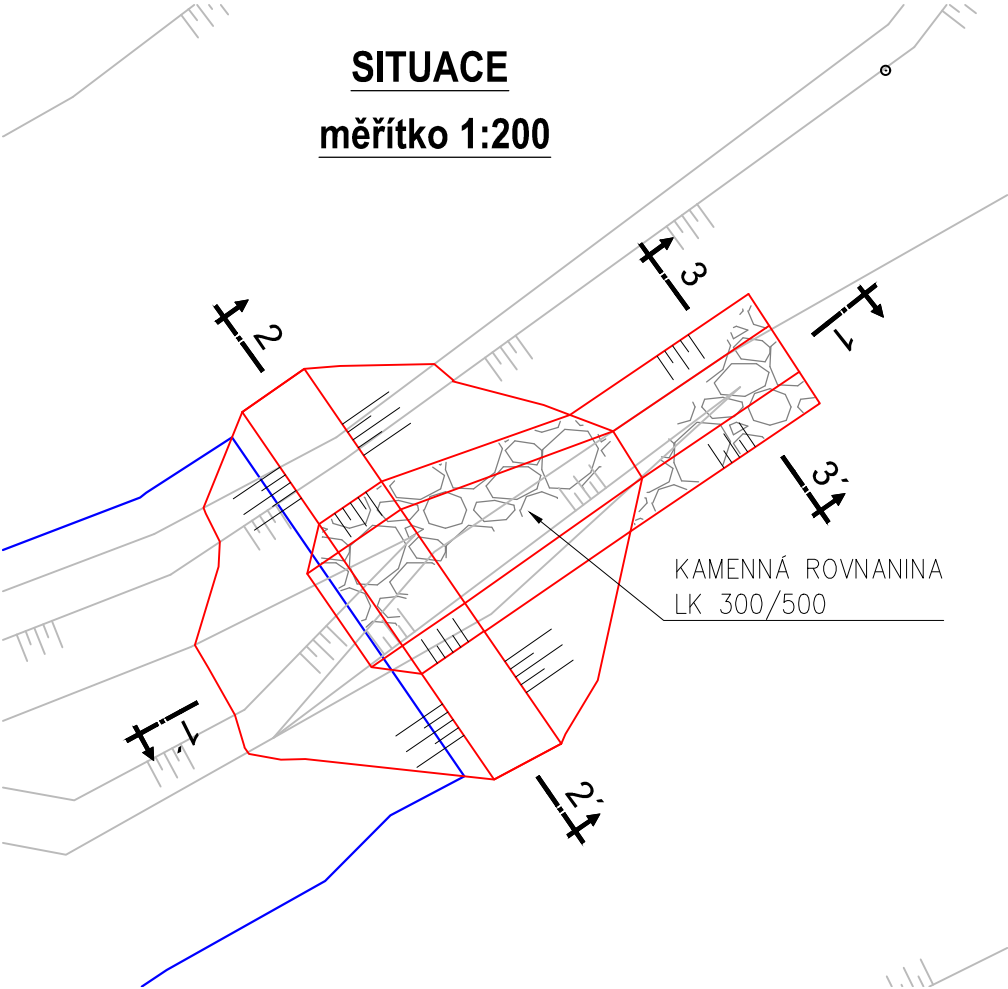 SITUACE
měřítko 1:200
3
2
1
3'
KAMENNÁ ROVNANINA
LK 300/500
1'
2'